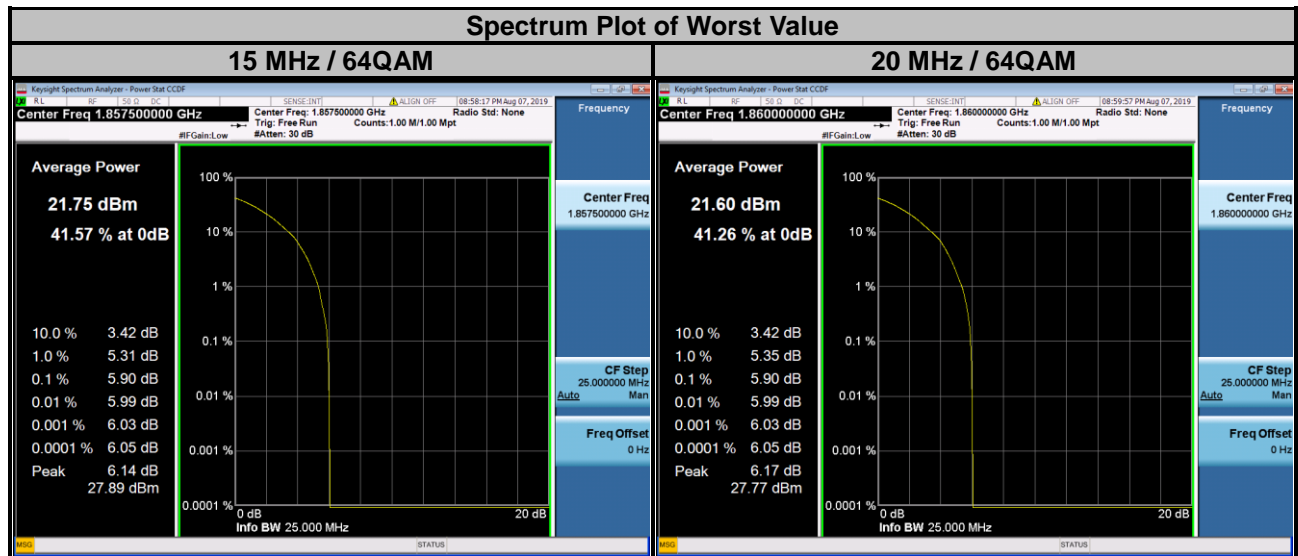 Spectrum Plot of Worst Value
15 MHz / 64QAM
20 MHz / 64QAM
Keysight Spectrum Analyzer - Power Stat CCDF
RL RF 50 Ω DC SENSE:INT ALIGN OFF 08:58:17 PM Aug 07, 2019
Center Freq 1.857500000 GHz
Center Freq: 1.857500000 GHz Radio Std: None
Trig: Free Run Counts:1.00 M/1.00 Mpt
#IFGain:Low #Atten: 30 dB
Frequency
Average Power
21.75 dBm
41.57 % at 0dB
10.0 % 3.42 dB
1.0 % 5.31 dB
0.1 % 5.90 dB
0.01 % 5.99 dB
0.001 % 6.03 dB
0.0001 % 6.05 dB
Peak 6.14 dB
27.89 dBm
100 %
10 %
1 %
0.1 %
0.01 %
0.001 %
0.0001 %
0 dB 20 dB
Info BW 25.000 MHz
Center Freq
1.857500000 GHz
CF Step
25.000000 MHz
Auto Man
Freq Offset
0 Hz
MSG STATUS
Keysight Spectrum Analyzer - Power Stat CCDF
RL RF 50 Ω DC SENSE:INT ALIGN OFF 08:59:57 PM Aug 07, 2019
Center Freq 1.860000000 GHz
Center Freq: 1.860000000 GHz Radio Std: None
Trig: Free Run Counts:1.00 M/1.00 Mpt
#IFGain:Low #Atten: 30 dB
Frequency
Average Power
21.60 dBm
41.26 % at 0dB
10.0 % 3.42 dB
1.0 % 5.35 dB
0.1 % 5.90 dB
0.01 % 5.99 dB
0.001 % 6.03 dB
0.0001 % 6.05 dB
Peak 6.17 dB
27.77 dBm
100 %
10 %
1 %
0.1 %
0.01 %
0.001 %
0.0001 %
0 dB 20 dB
Info BW 25.000 MHz
Center Freq
1.860000000 GHz
CF Step
25.000000 MHz
Auto Man
Freq Offset
0 Hz
MSG STATUS